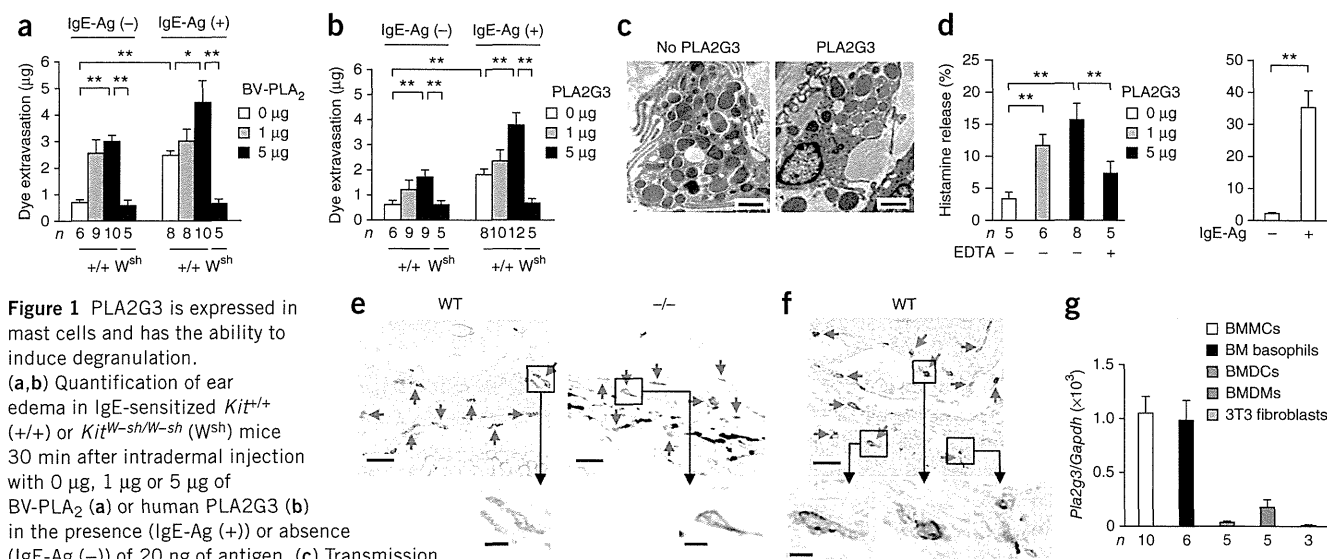 a
IgE-Ag (–) IgE-Ag (+)
** * **
** **
Dye extravasation (µg)
6
5
4
3
2
1
0
BV-PLA2
0 µg
1 µg
5 µg
n 6 9 10 5 8 8 10 5
+/+ Wsh +/+ Wsh
b
IgE-Ag (–) IgE-Ag (+)
** ** **
** **
Dye extravasation (µg)
6
5
4
3
2
1
0
PLA2G3
0 µg
1 µg
5 µg
n 6 9 9 5 8 10 12 5
+/+ Wsh +/+ Wsh
c
No PLA2G3 PLA2G3
d
Histamine release (%)
25
20
15
10
5
0
** **
**
PLA2G3
0 µg
1 µg
5 µg
n 5 6 8 5
EDTA – – – +
**
50
40
30
20
10
0
IgE-Ag – +
Figure 1 PLA2G3 is expressed in
mast cells and has the ability to
induce degranulation.
(a,b) Quantification of ear
edema in IgE-sensitized Kit+/+
(+/+) or KitW–sh/W–sh (Wsh) mice
30 min after intradermal injection
with 0 µg, 1 µg or 5 µg of
BV-PLA2 (a) or human PLA2G3 (b)
in the presence (IgE-Ag (+)) or absence
(IgE-Ag (–)) of 20 ng of antigen. (c) Transmission
e
WT –/–
f
WT
g
BMMCs
BM basophils
BMDCs
BMDMs
3T3 fibroblasts
Pla2g3/Gapdh (×10³)
1.5
1.0
0.5
0
n 10 6 5 5 3